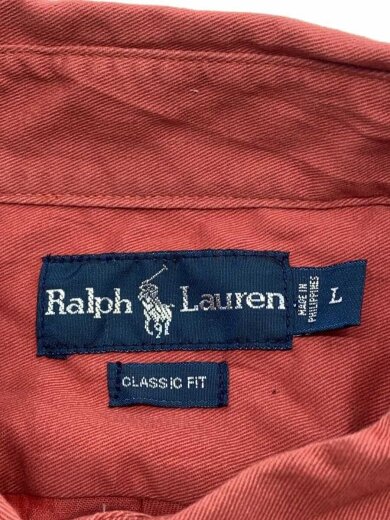 Ralph Lauren
MADE IN
PHILIPPINES
L
CLASSIC FIT